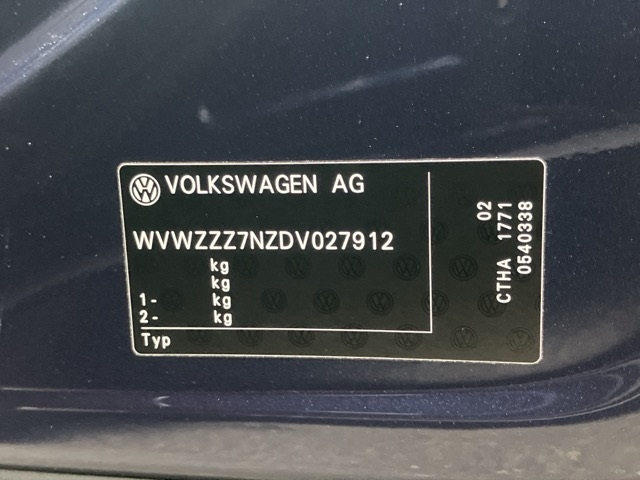 VOLKSWAGEN AG
WVWZZZ7NZDV027912
kg
kg
1- kg
2- kg
Typ
02
CTHA 1771
0540338